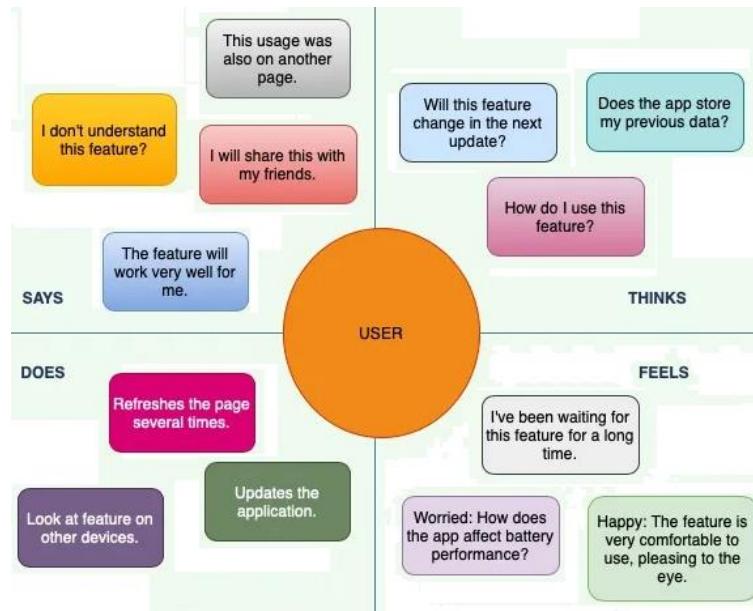 This usage was
also on another
page.
I don't understand
this feature?
I will share this with
my friends.
The feature will
work very well for
me.
SAYS
Will this feature
change in the next
update?
Does the app store
my previous data?
How do I use this
feature?
THINKS
USER
DOES
Refreshes the page
several times.
Updates the
application.
Look at feature on
other devices.
FEELS
I've been waiting for
this feature for a long
time.
Worried: How does
the app affect battery
performance?
Happy: The feature is
very comfortable to
use, pleasing to the
eye.